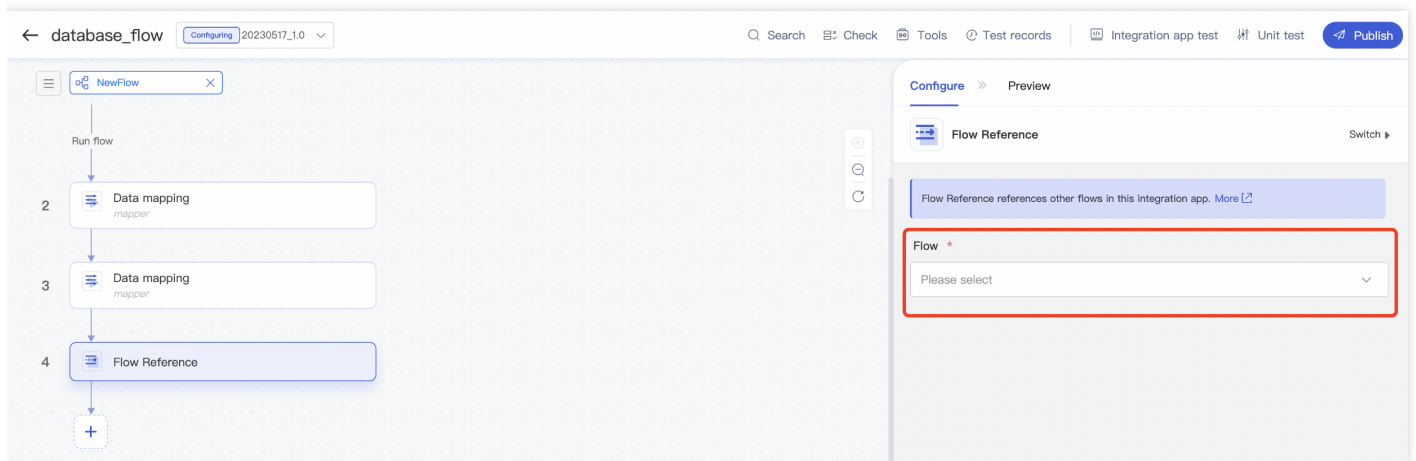 database_flow Configuring 20230517_1.0 Search Check Tools Test records Integration app test Unit test Publish
NewFlow
Run flow
2 Data mapping
mapper
3 Data mapping
mapper
4 Flow Reference
+
Configure Preview
Flow Reference Switch
Flow Reference references other flows in this integration app. More
Flow *
Please select